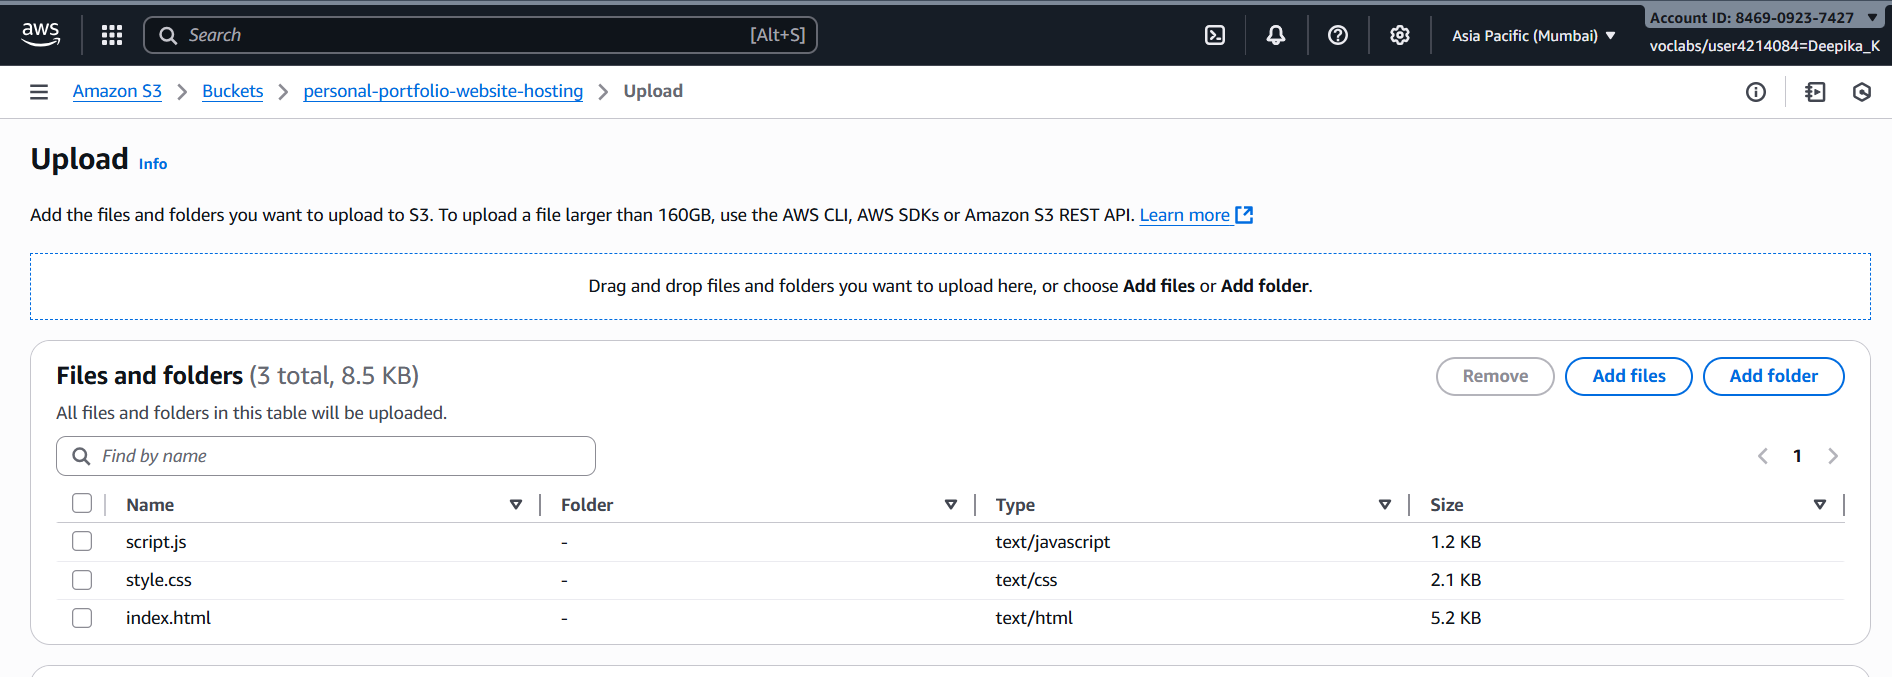 aws
Search [Alt+S]
Asia Pacific (Mumbai)
Account ID: 8469-0923-7427
voclabs/user4214084=Deepika_K
Amazon S3 > Buckets > personal-portfolio-website-hosting > Upload
Upload Info
Add the files and folders you want to upload to S3. To upload a file larger than 160GB, use the AWS CLI, AWS SDKs or Amazon S3 REST API. Learn more
Drag and drop files and folders you want to upload here, or choose Add files or Add folder.
Files and folders (3 total, 8.5 KB)
Remove Add files Add folder
All files and folders in this table will be uploaded.
Find by name
1
Name Folder Type Size
script.js - text/javascript 1.2 KB
style.css - text/css 2.1 KB
index.html - text/html 5.2 KB